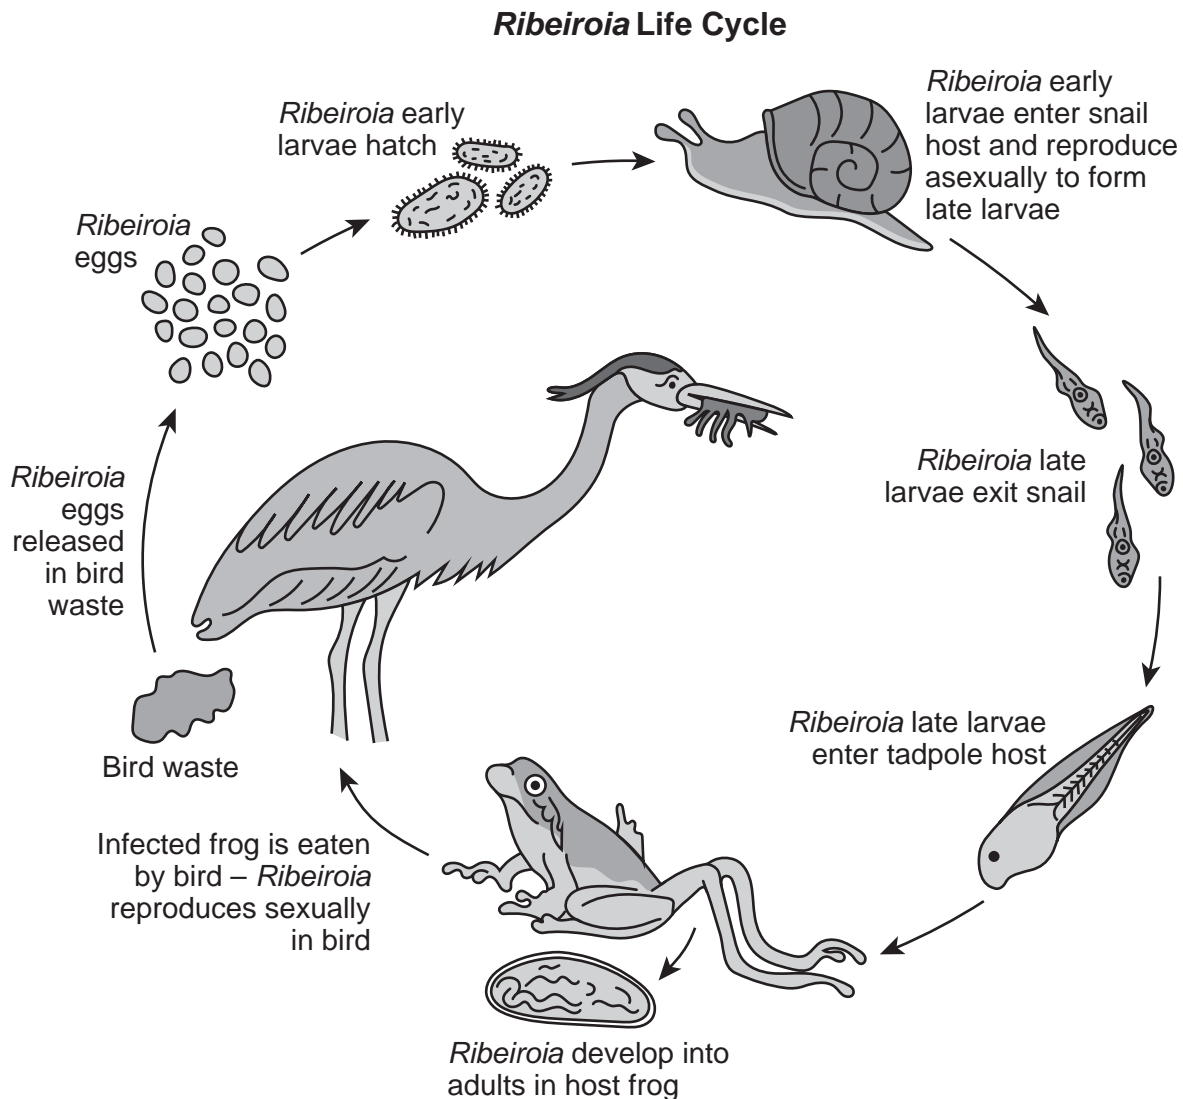 Ribeiroia Life Cycle
Ribeiroia early
larvae hatch
Ribeiroia early
larvae enter snail
host and reproduce
asexually to form
late larvae
Ribeiroia late
larvae exit snail
Ribeiroia late larvae
enter tadpole host
Ribeiroia develop into
adults in host frog
Infected frog is eaten
by bird – Ribeiroia
reproduces sexually
in bird
Bird waste
Ribeiroia
eggs
released
in bird
waste
Ribeiroia
eggs